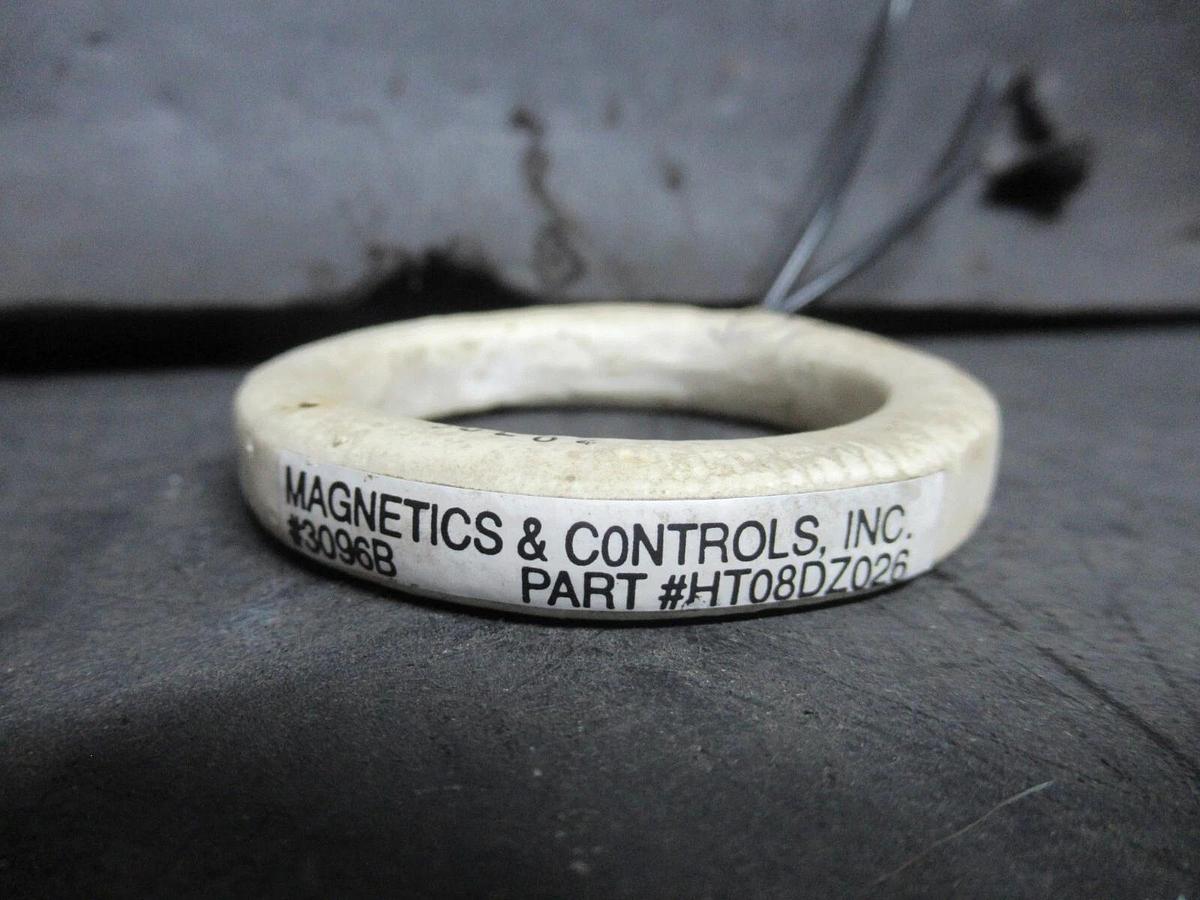 MAGNETICS & CONTROLS, INC.
#3096B
PART #HT08DZ026